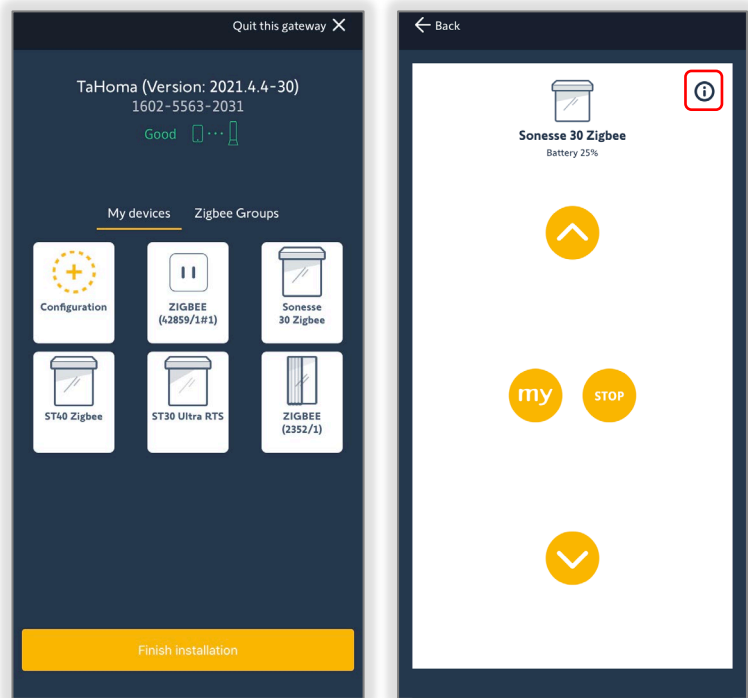 Quit this gateway
TaHoma (Version: 2021.4.4-30)
1602-5563-2031
Good
My devices Zigbee Groups
Configuration
ZIGBEE
(42859/1#1)
Sonesse
30 Zigbee
ST40 Zigbee
ST30 Ultra RTS
ZIGBEE
(2352/1)
Finish installation
Back
Sonesse 30 Zigbee
Battery 25%
my
STOP